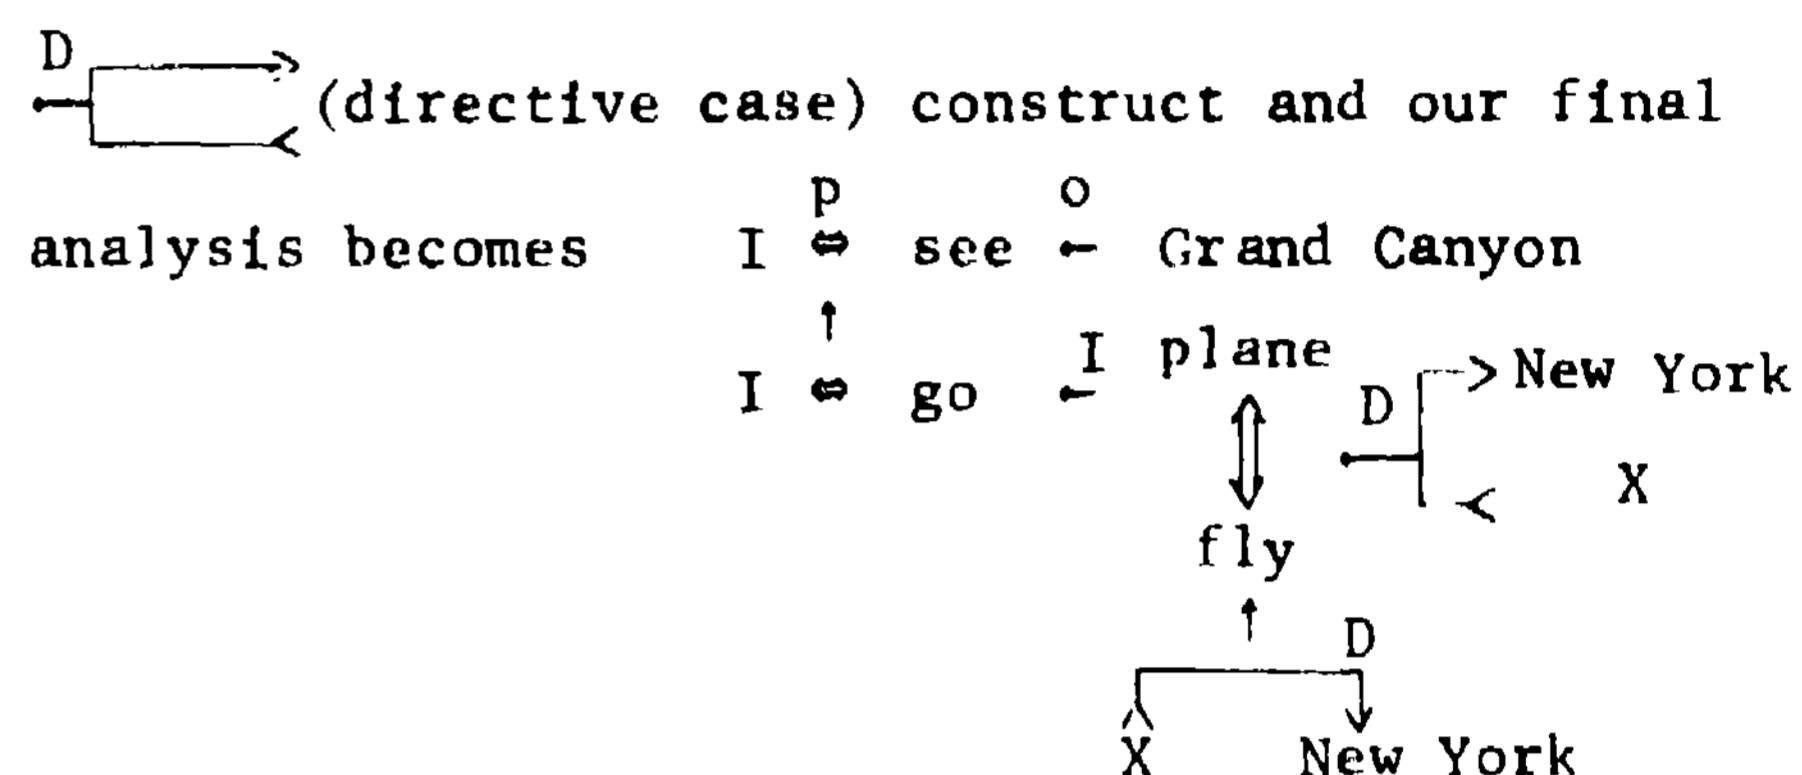 D
(directive case) construct and our final
p o
analysis becomes I ⇔ see ← Grand Canyon
↑
I plane
I ⇔ go ← D New York
X
fly
↑
D
X New York